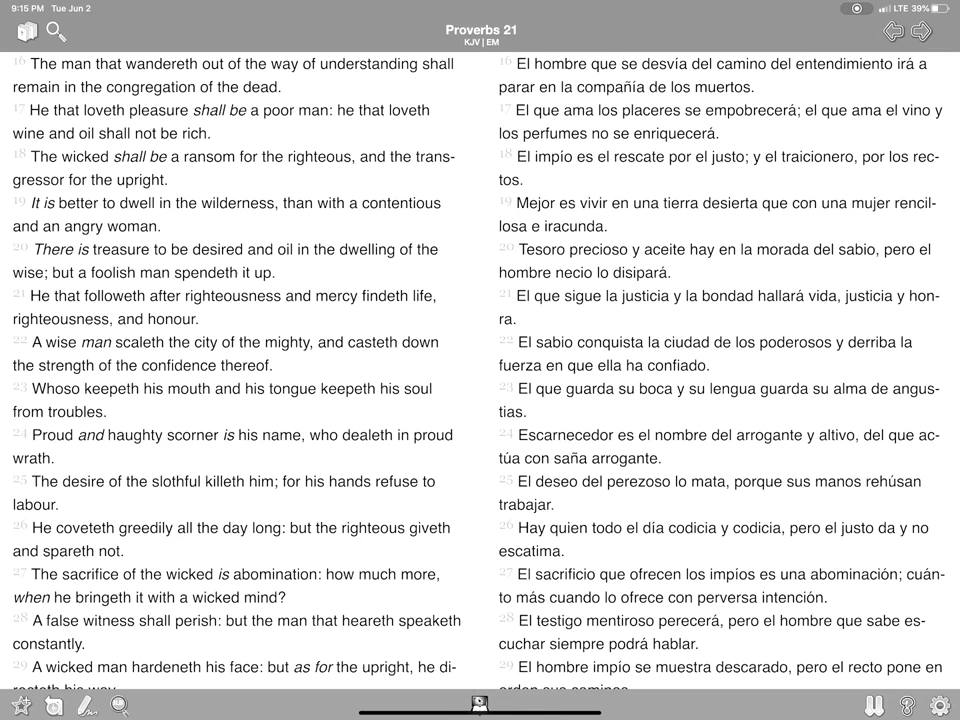 9:15 PM Tue Jun 2
LTE 39%
Proverbs 21
KJV | EM
16 The man that wandereth out of the way of understanding shall
remain in the congregation of the dead.
17 He that loveth pleasure shall be a poor man: he that loveth
wine and oil shall not be rich.
18 The wicked shall be a ransom for the righteous, and the trans-
gressor for the upright.
19 It is better to dwell in the wilderness, than with a contentious
and an angry woman.
20 There is treasure to be desired and oil in the dwelling of the
wise; but a foolish man spendeth it up.
21 He that followeth after righteousness and mercy findeth life,
righteousness, and honour.
22 A wise man scaleth the city of the mighty, and casteth down
the strength of the confidence thereof.
23 Whoso keepeth his mouth and his tongue keepeth his soul
from troubles.
24 Proud and haughty scorner is his name, who dealeth in proud
wrath.
25 The desire of the slothful killeth him; for his hands refuse to
labour.
26 He coveteth greedily all the day long: but the righteous giveth
and spareth not.
27 The sacrifice of the wicked is abomination: how much more,
when he bringeth it with a wicked mind?
28 A false witness shall perish: but the man that heareth speaketh
constantly.
29 A wicked man hardeneth his face: but as for the upright, he di-
recteth his way.
16 El hombre que se desvía del camino del entendimiento irá a
parar en la compañía de los muertos.
17 El que ama los placeres se empobrecerá; el que ama el vino y
los perfumes no se enriquecerá.
18 El impío es el rescate por el justo; y el traicionero, por los rec-
tos.
19 Mejor es vivir en una tierra desierta que con una mujer rencil-
losa e iracunda.
20 Tesoro precioso y aceite hay en la morada del sabio, pero el
hombre necio lo disipará.
21 El que sigue la justicia y la bondad hallará vida, justicia y hon-
ra.
22 El sabio conquista la ciudad de los poderosos y derriba la
fuerza en que ella ha confiado.
23 El que guarda su boca y su lengua guarda su alma de angus-
tias.
24 Escarnecedor es el nombre del arrogante y altivo, del que ac-
túa con saña arrogante.
25 El deseo del perezoso lo mata, porque sus manos rehúsan
trabajar.
26 Hay quien todo el día codicia y codicia, pero el justo da y no
escatima.
27 El sacrificio que ofrecen los impíos es una abominación; cuán-
to más cuando lo ofrece con perversa intención.
28 El testigo mentiroso perecerá, pero el hombre que sabe es-
cuchar siempre podrá hablar.
29 El hombre impío se muestra descarado, pero el recto pone en
orden sus caminos.